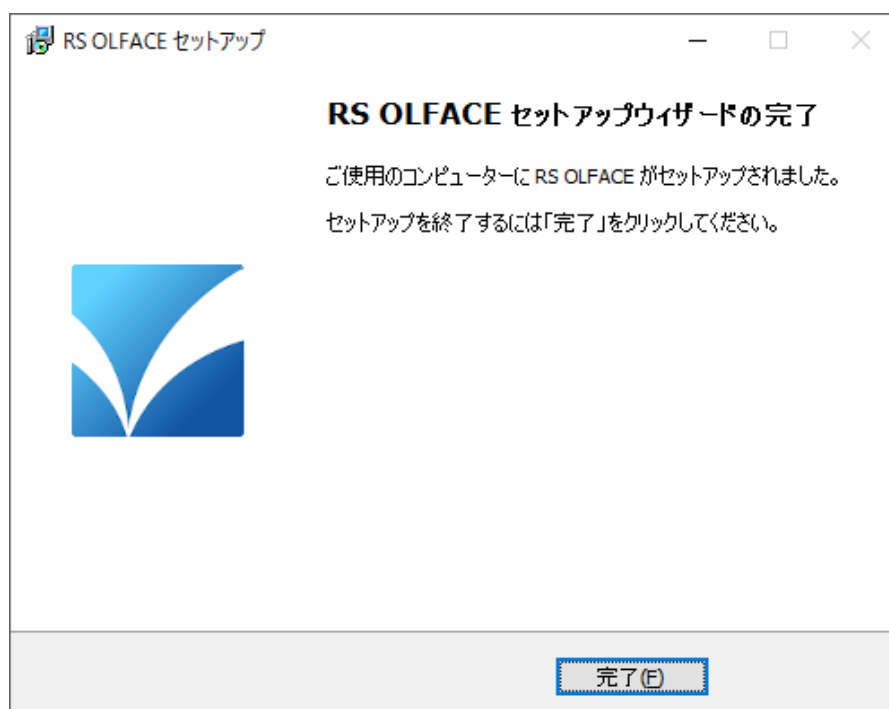 RS OLFACE セットアップ
RS OLFACE セットアップウィザードの完了
ご使用のコンピューターに RS OLFACE がセットアップされました。
セットアップを終了するには「完了」をクリックしてください。
完了(F)